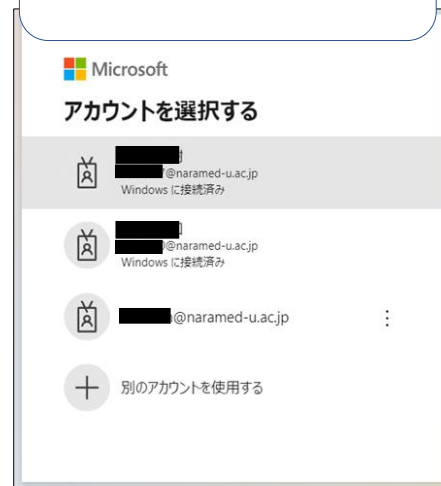 Microsoft
アカウントを選択する
@naramed-u.ac.jp
Windows に接続済み
@naramed-u.ac.jp
Windows に接続済み
@naramed-u.ac.jp
別のアカウントを使用する